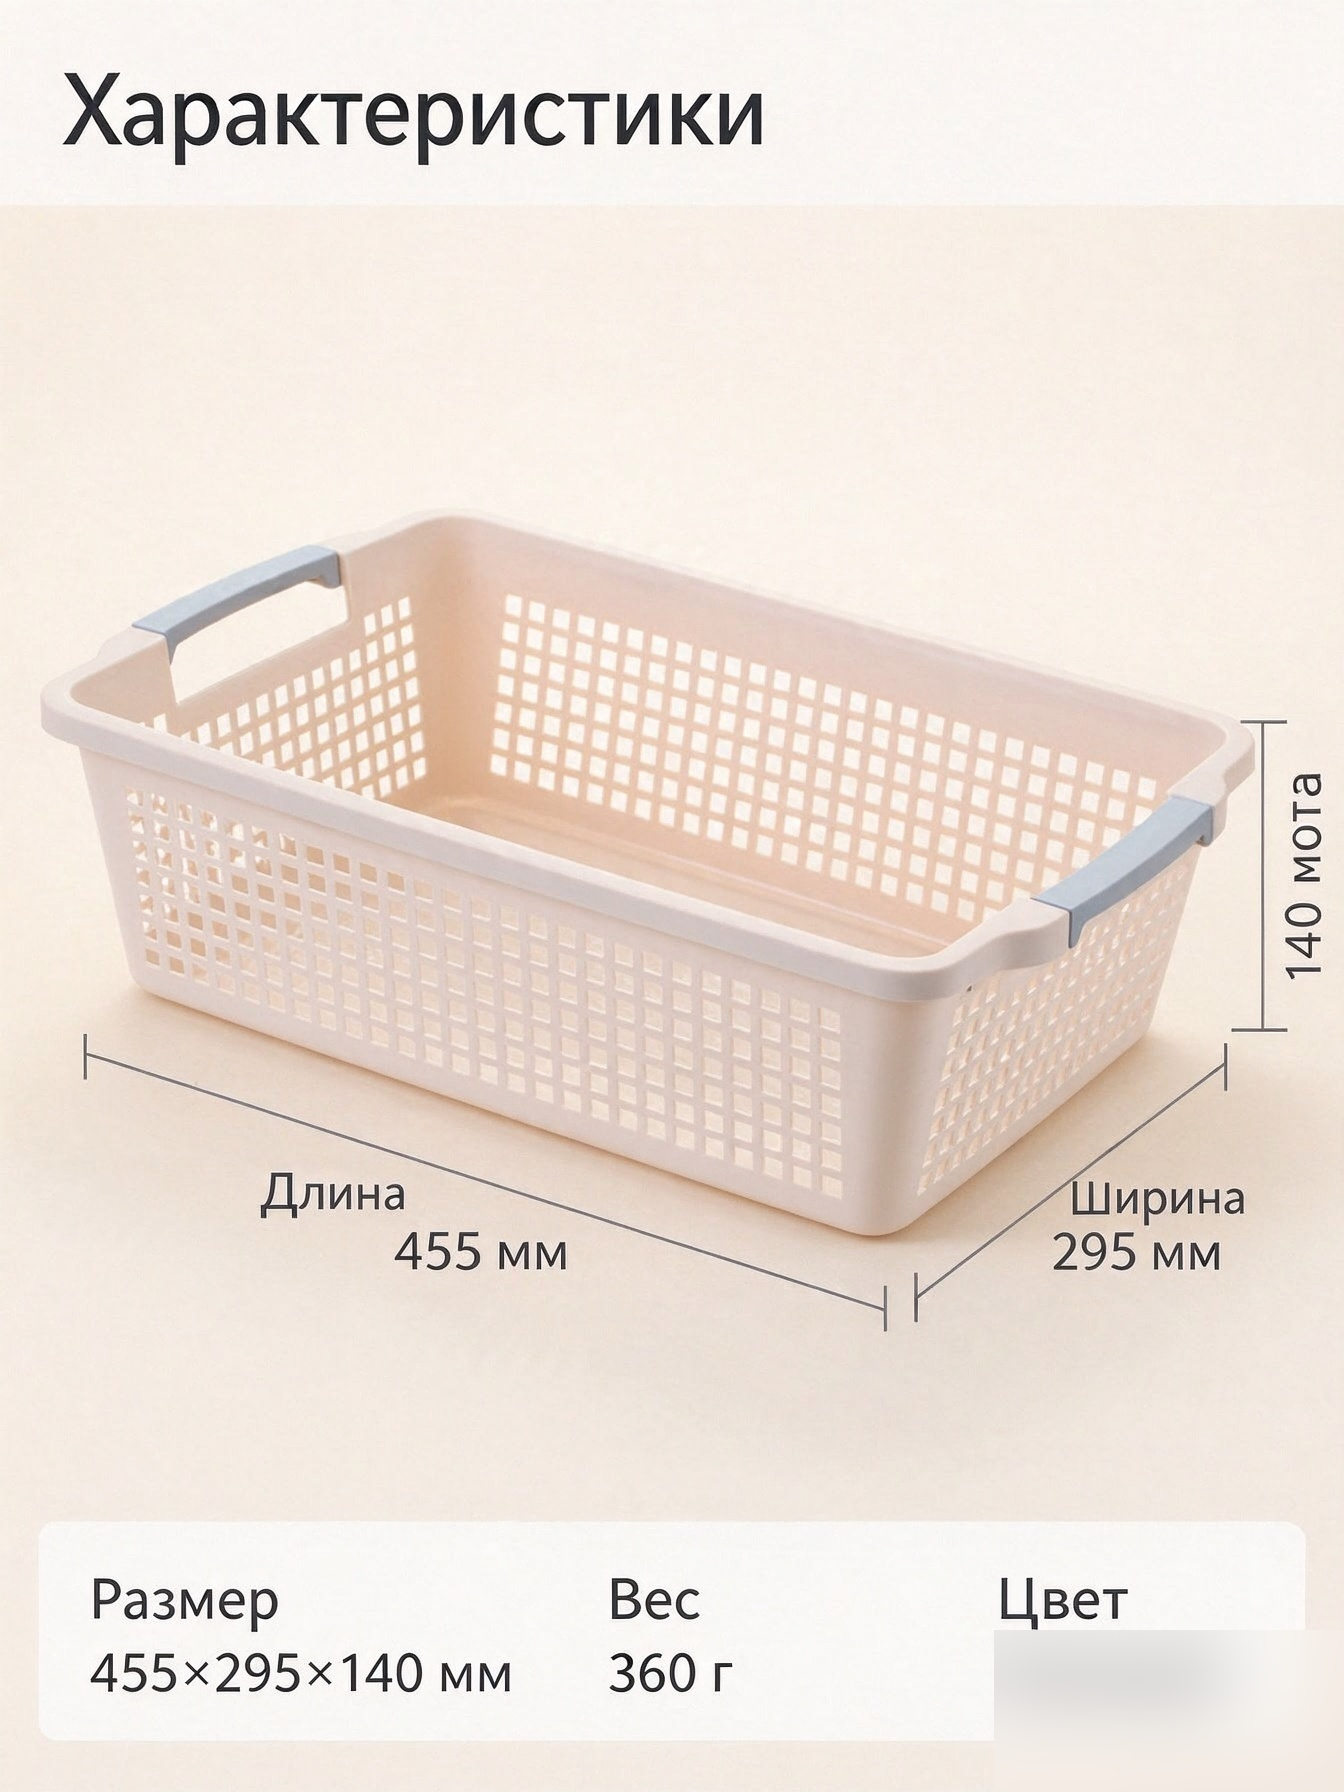 Характеристики
140 мота
Длина
455 мм
Ширина
295 мм
Размер
Вес
Цвет
455×295×140 мм
360 г